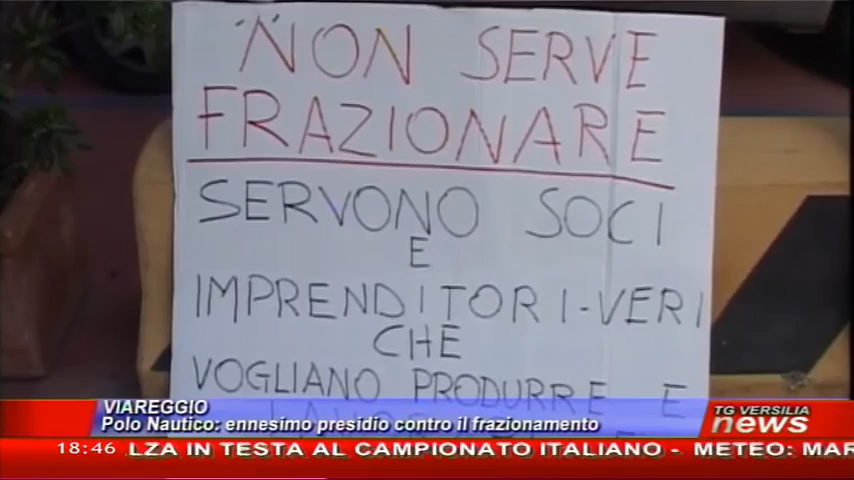 "NON SERVE
FRAZIONARE
SERVONO SOCI
E
IMPRENDITORI-VERI
CHE
VOGLIANO PRODURRE E
VIAREGGIO
Polo Nautico: ennesimo presidio contro il frazionamento
TG VERSILIA
news
18:46 LZA IN TESTA AL CAMPIONATO ITALIANO - METEO: MAR